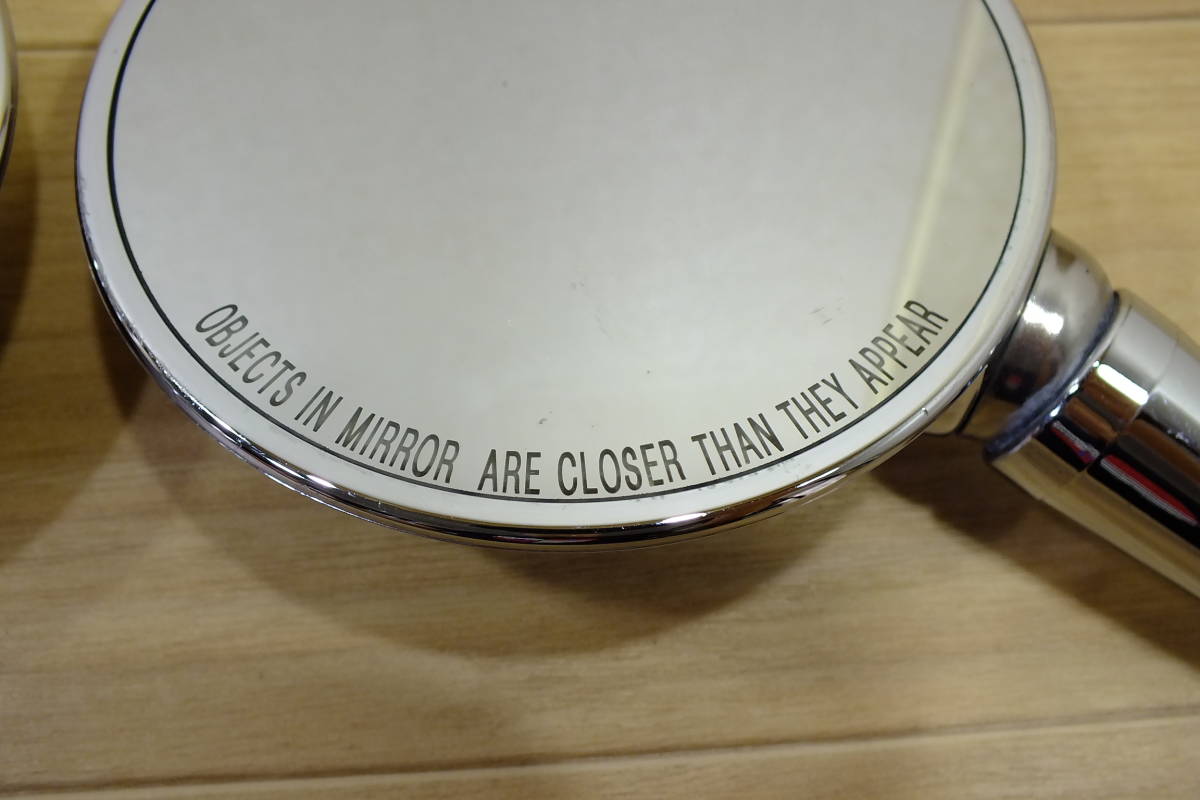 OBJECTS IN MIRROR ARE CLOSER THAN THEY APPEAR